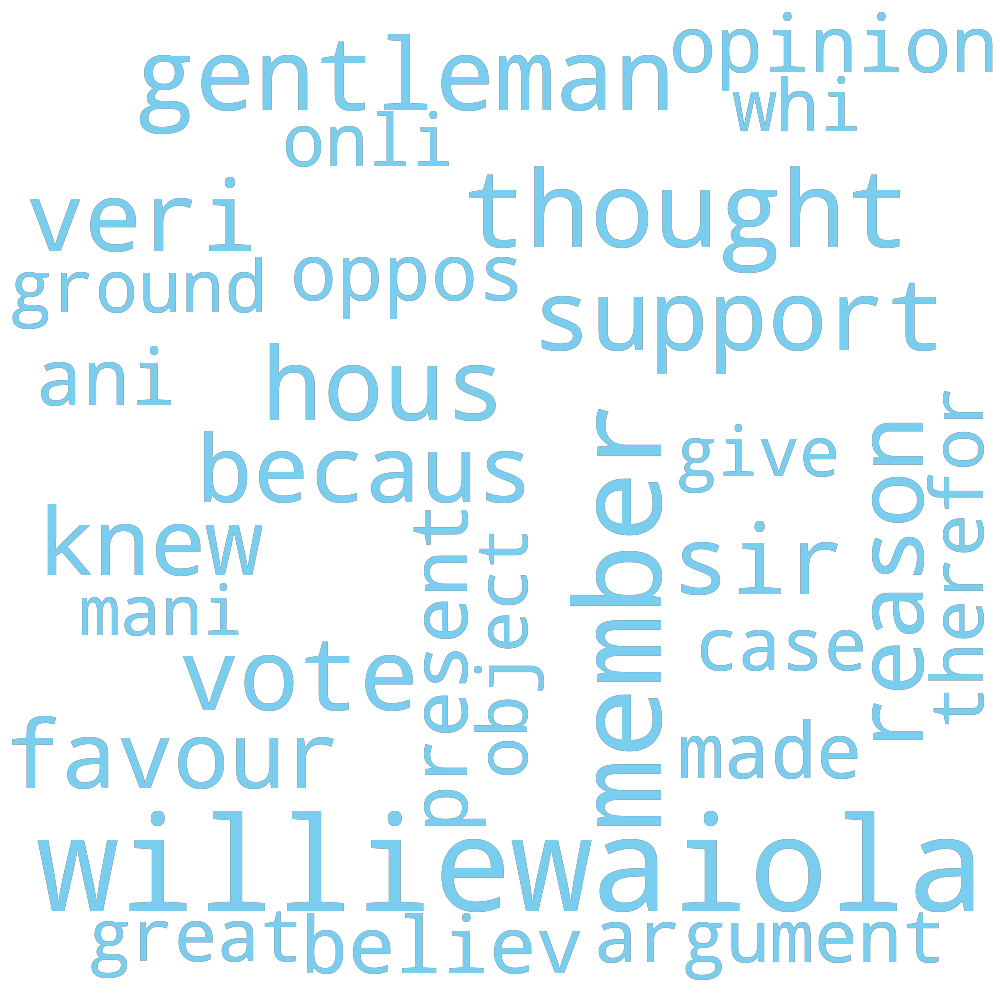 opinion
gentleman
whi
onli
thought
veri
oppos
ground
support
ani
hous
member
give
reason
therefor
becaus
knew
present
object
sir
mani
case
vote
favour
made
williewaiola
great
believ
argument